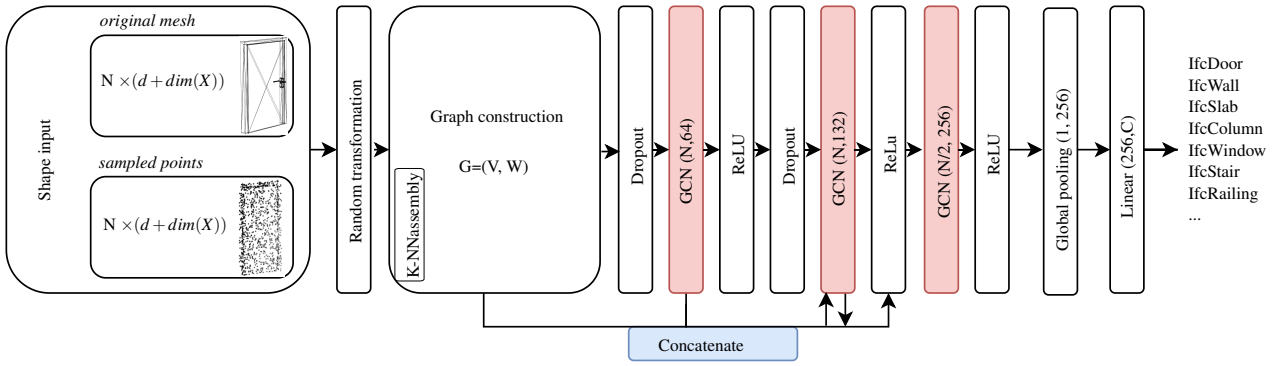 original mesh
N ×(d + dim(X))
sampled points
N ×(d + dim(X))
Shape input
Random transformation
Graph construction
G=(V, W)
K-NNassembly
Dropout
GCN (N,64)
ReLU
Dropout
GCN (N,132)
ReLu
GCN (N/2, 256)
ReLU
Global pooling (1, 256)
Linear (256,C)
IfcDoor
IfcWall
IfcSlab
IfcColumn
IfcWindow
IfcStair
IfcRailing
...
Concatenate